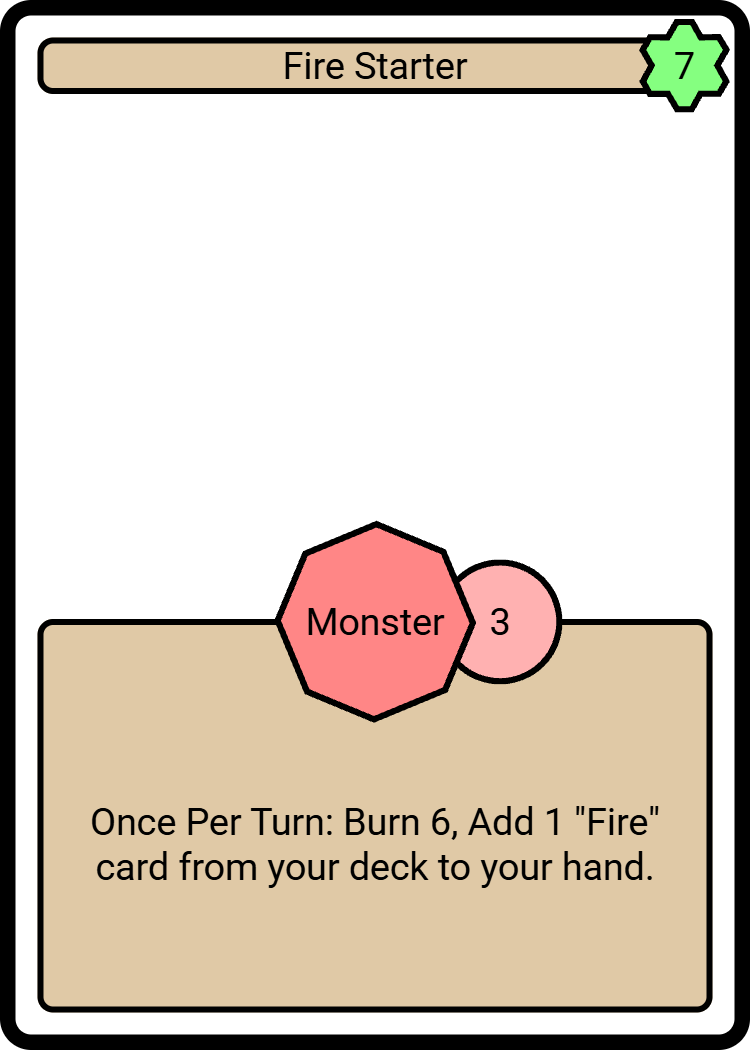 Fire Starter
7
Monster
3
Once Per Turn: Burn 6, Add 1 "Fire"
card from your deck to your hand.